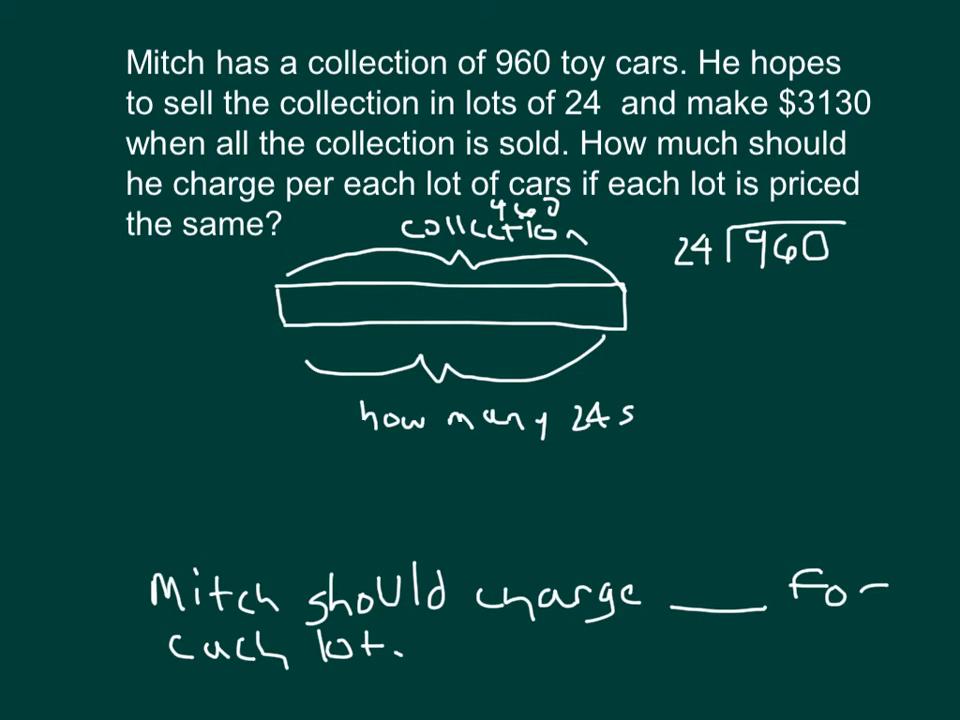 Mitch has a collection of 960 toy cars. He hopes
to sell the collection in lots of 24 and make $3130
when all the collection is sold. How much should
he charge per each lot of cars if each lot is priced
the same?
960
collection
24 960
how many 24s
Mitch should charge ____ For
each lot.